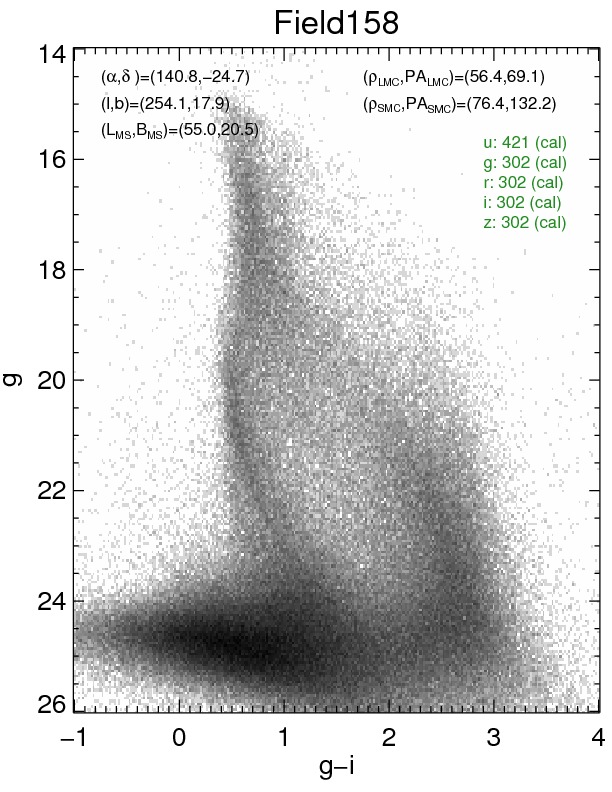 Field158
(α,δ )=(140.8,−24.7)
(ρLMC,PALMC)=(56.4,69.1)
(l,b)=(254.1,17.9)
(ρSMC,PASMC)=(76.4,132.2)
(LMS,BMS)=(55.0,20.5)
u: 421 (cal)
g: 302 (cal)
r: 302 (cal)
i: 302 (cal)
z: 302 (cal)
14
16
18
20
22
24
26
g
−1 0 1 2 3 4
g−i